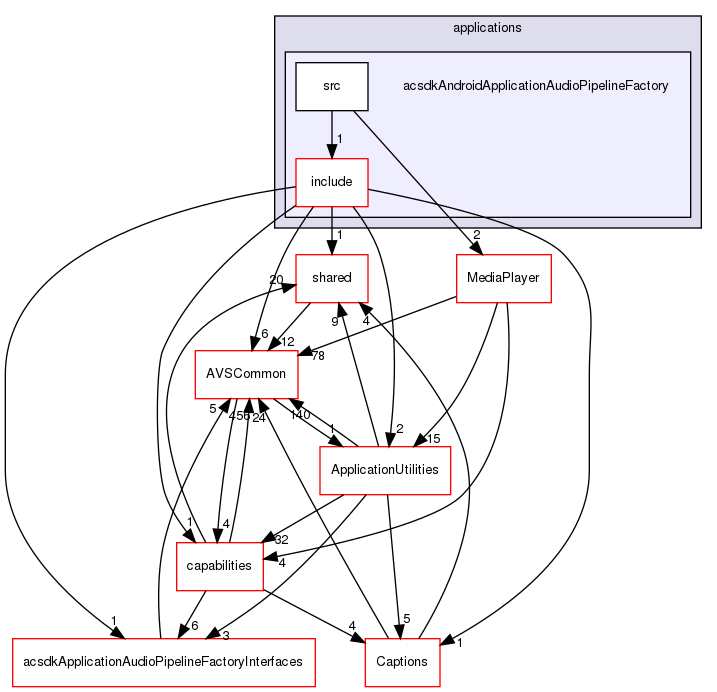 applications
src
acsdkAndroidApplicationAudioPipelineFactory
1
include
2
1
shared
MediaPlayer
20
6
12
9
4
78
AVSCommon
5
456
24
140
1
2
15
ApplicationUtilities
1
4
32
4
capabilities
1
6
3
4
5
1
acsdkApplicationAudioPipelineFactoryInterfaces
Captions